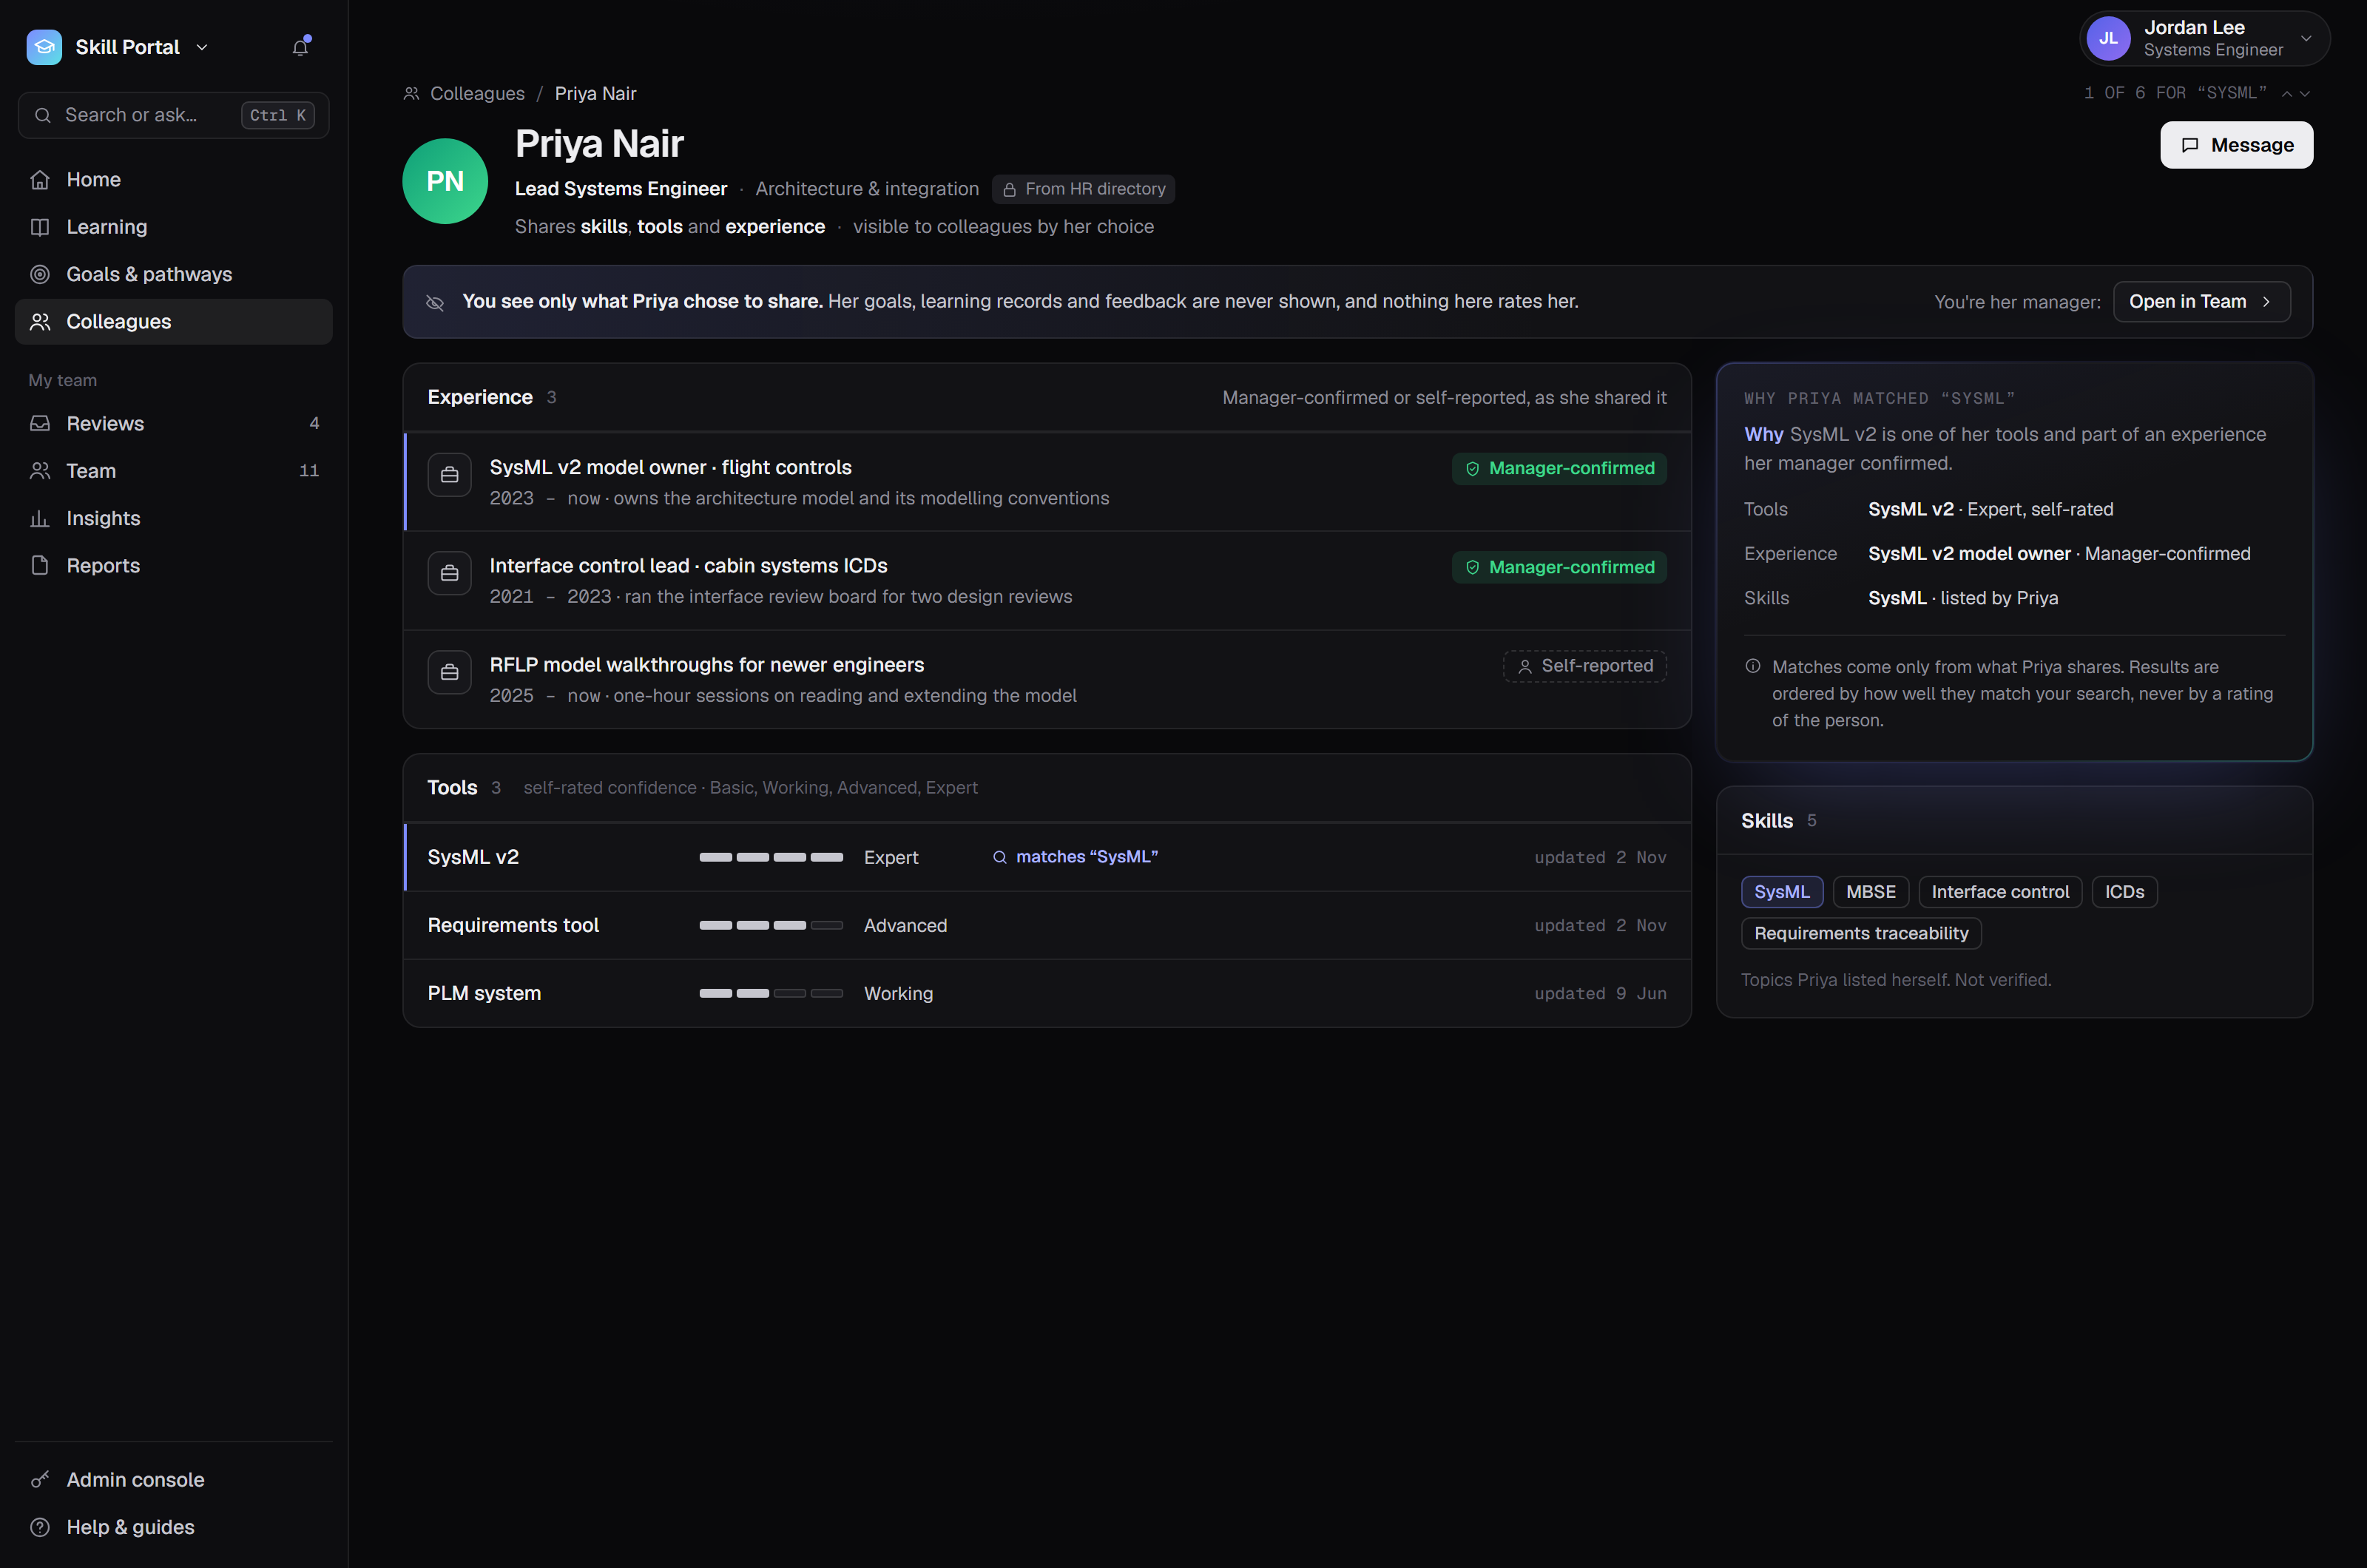 Skill Portal
Search or ask...
Ctrl K
Home
Learning
Goals & pathways
Colleagues
My team
Reviews 4
Team 11
Insights
Reports
Admin console
Help & guides
JL
Jordan Lee
Systems Engineer
Colleagues / Priya Nair
1 OF 6 FOR “SYSML”
PN
Priya Nair
Message
Lead Systems Engineer · Architecture & integration From HR directory
Shares skills, tools and experience · visible to colleagues by her choice
You see only what Priya chose to share. Her goals, learning records and feedback are never shown, and nothing here rates her.
You're her manager: Open in Team
Experience 3 Manager-confirmed or self-reported, as she shared it
SysML v2 model owner · flight controls
Manager-confirmed
2023 – now · owns the architecture model and its modelling conventions
Interface control lead · cabin systems ICDs
Manager-confirmed
2021 – 2023 · ran the interface review board for two design reviews
RFLP model walkthroughs for newer engineers
Self-reported
2025 – now · one-hour sessions on reading and extending the model
Tools 3 self-rated confidence · Basic, Working, Advanced, Expert
SysML v2 Expert matches “SysML” updated 2 Nov
Requirements tool Advanced updated 2 Nov
PLM system Working updated 9 Jun
WHY PRIYA MATCHED “SYSML”
Why SysML v2 is one of her tools and part of an experience
her manager confirmed.
Tools SysML v2 · Expert, self-rated
Experience SysML v2 model owner · Manager-confirmed
Skills SysML · listed by Priya
Matches come only from what Priya shares. Results are
ordered by how well they match your search, never by a rating
of the person.
Skills 5
SysML MBSE Interface control ICDs
Requirements traceability
Topics Priya listed herself. Not verified.